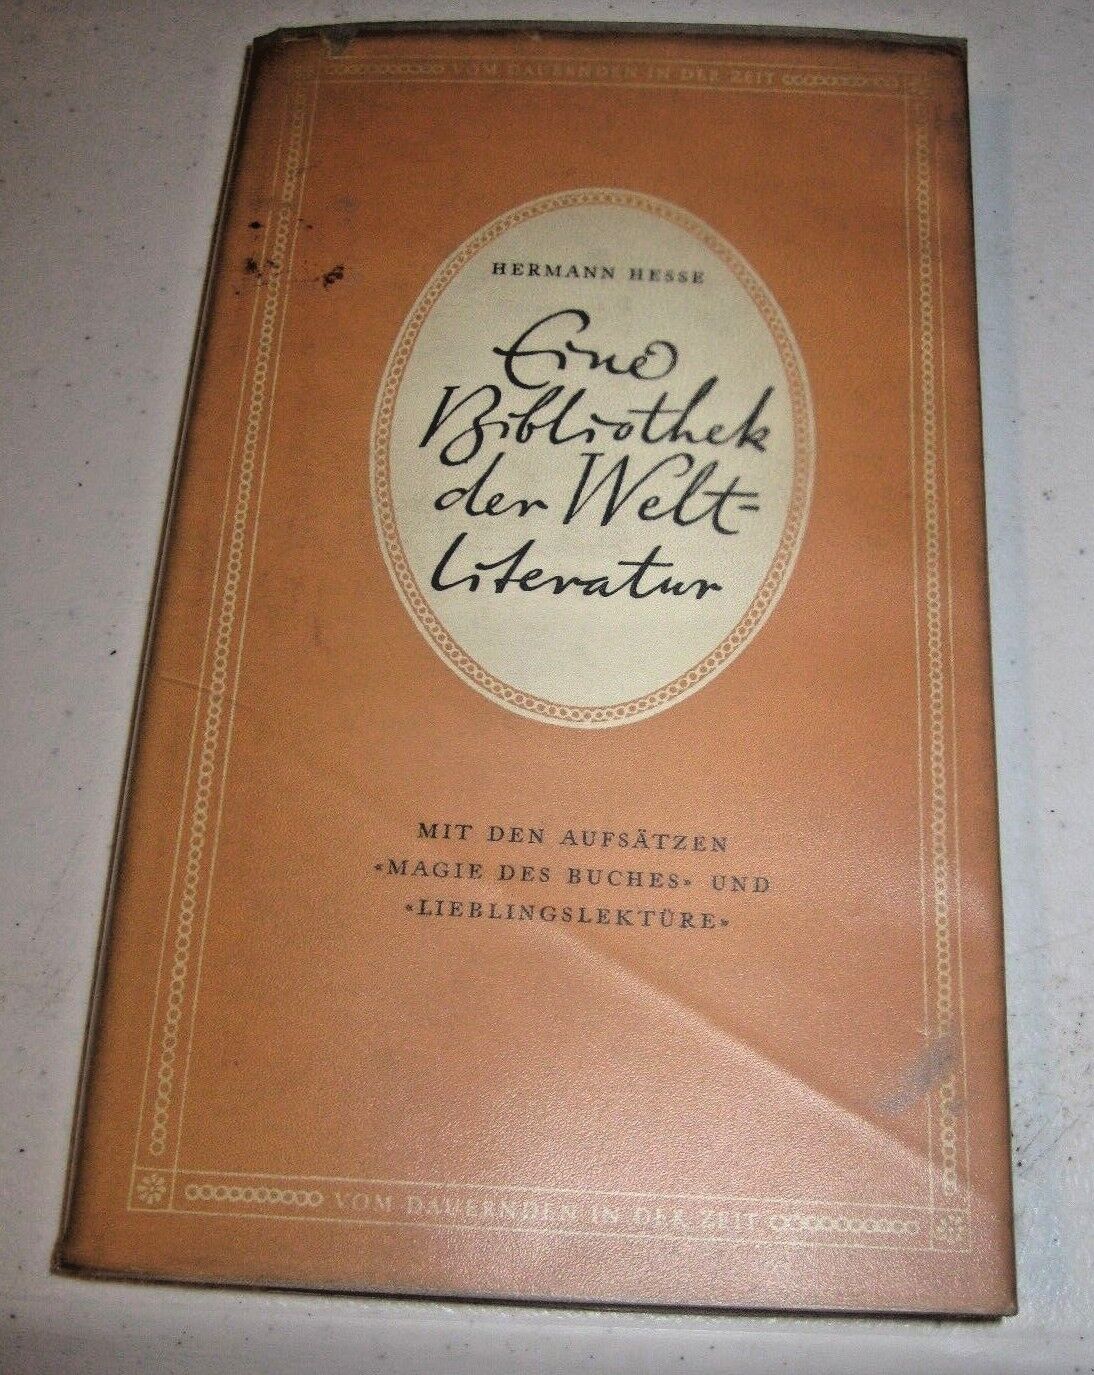 VOM DAUERNDEN IN DER ZEIT
HERMANN HESSE
Eine
Bibliothek
der Welt-
literatur
MIT DEN AUFSÄTZEN
«MAGIE DES BUCHES» UND
«LIEBLINGSLEKTÜRE»
VOM DAUERNDEN IN DER ZEIT